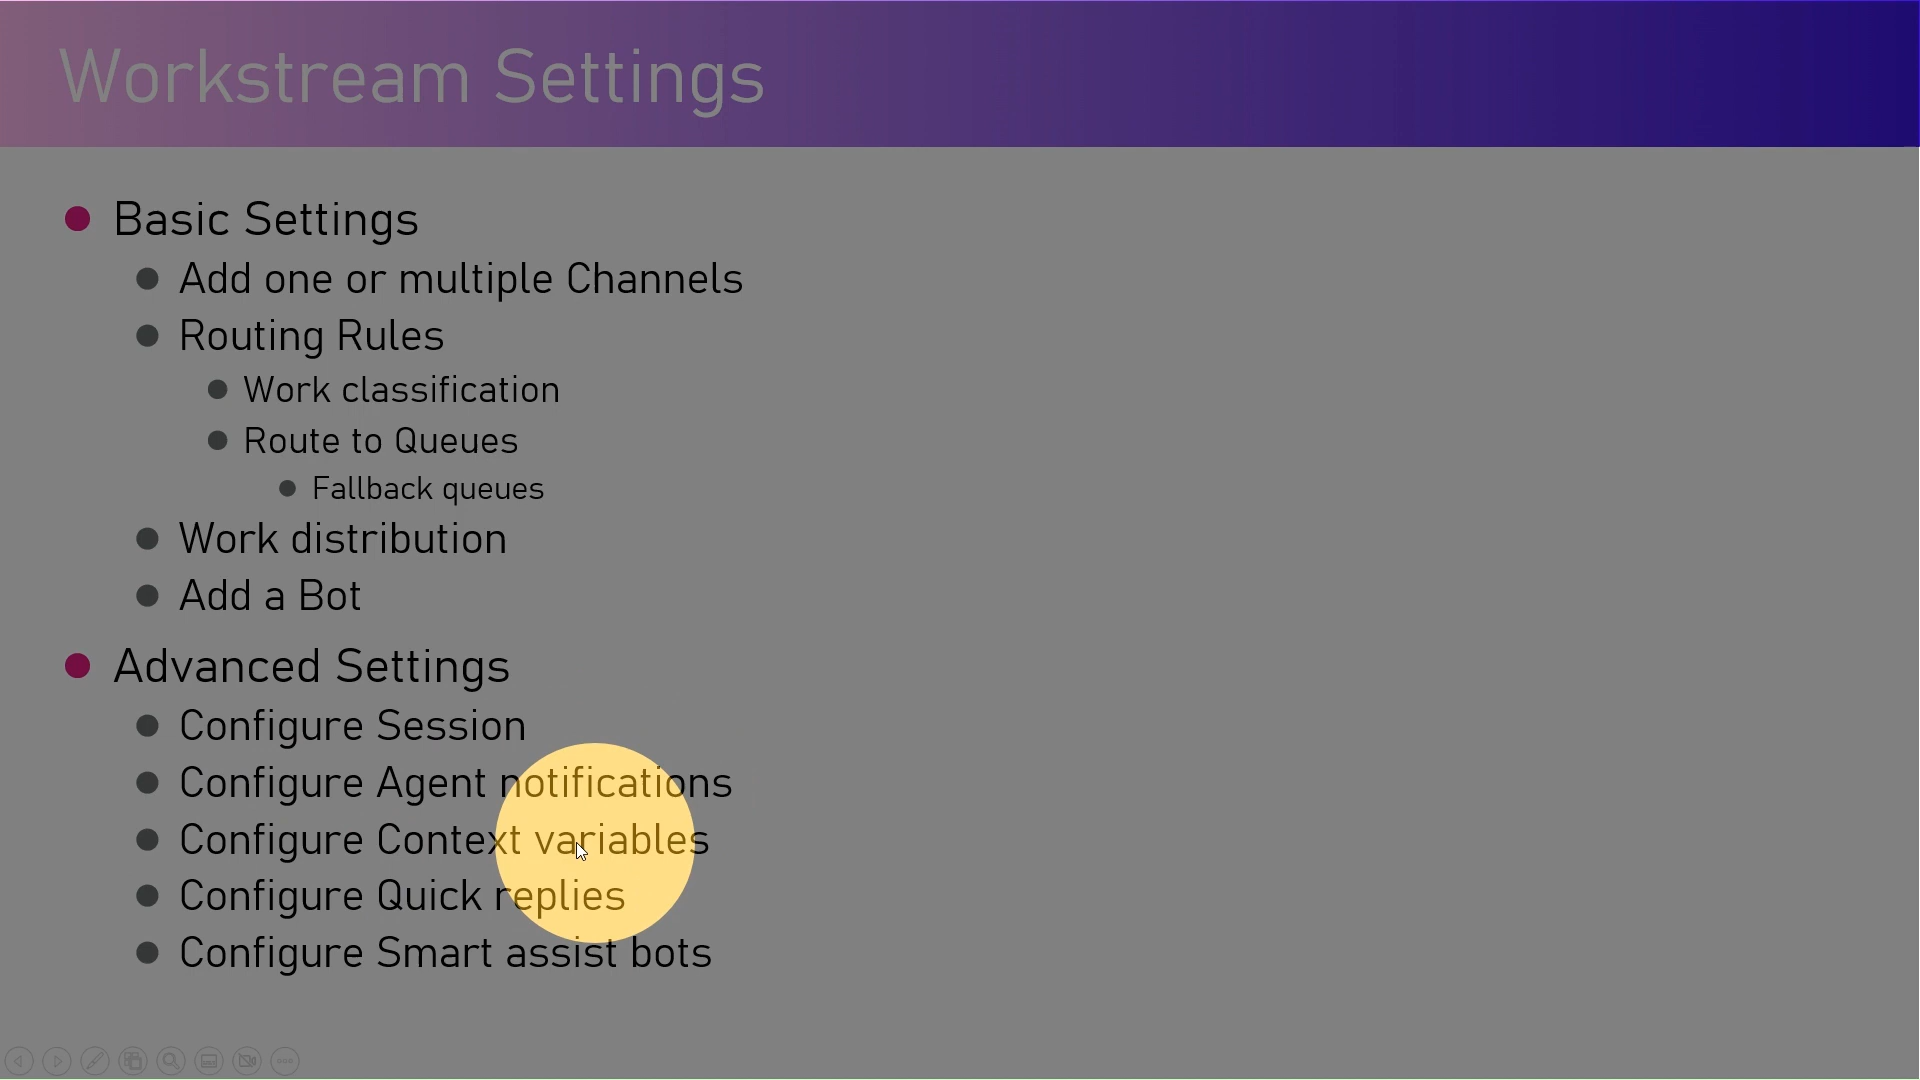 Workstream Settings
Basic Settings
Add one or multiple Channels
Routing Rules
Work classification
Route to Queues
Fallback queues
Work distribution
Add a Bot
Advanced Settings
Configure Session
Configure Agent notifications
Configure Context variables
Configure Quick replies
Configure Smart assist bots